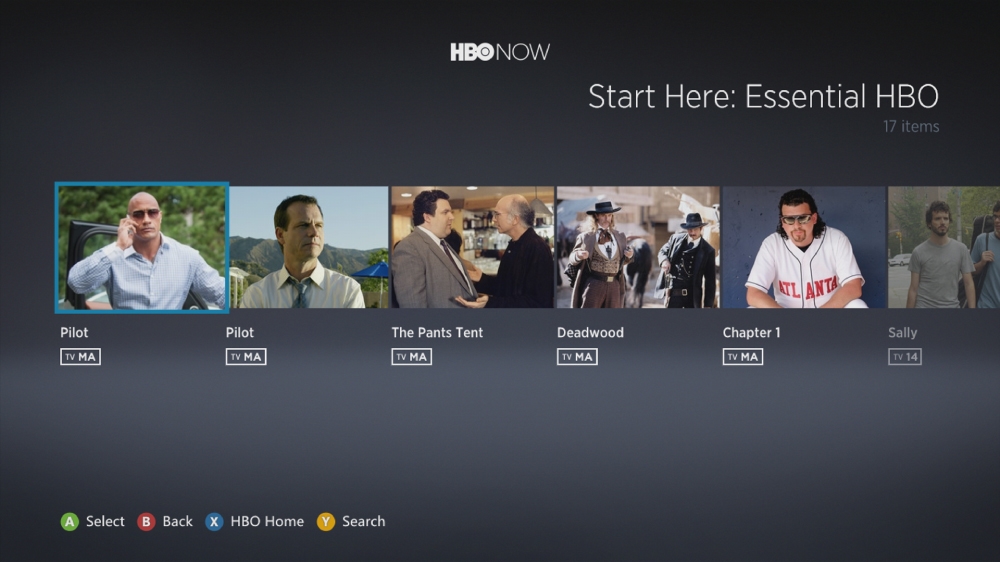 HBO NOW
Start Here: Essential HBO
17 items
ATLANTA
Pilot
Pilot
The Pants Tent
Deadwood
Chapter 1
Sally
TV MA
TV MA
TV MA
TV MA
TV MA
TV 14
A Select B Back X HBO Home Y Search